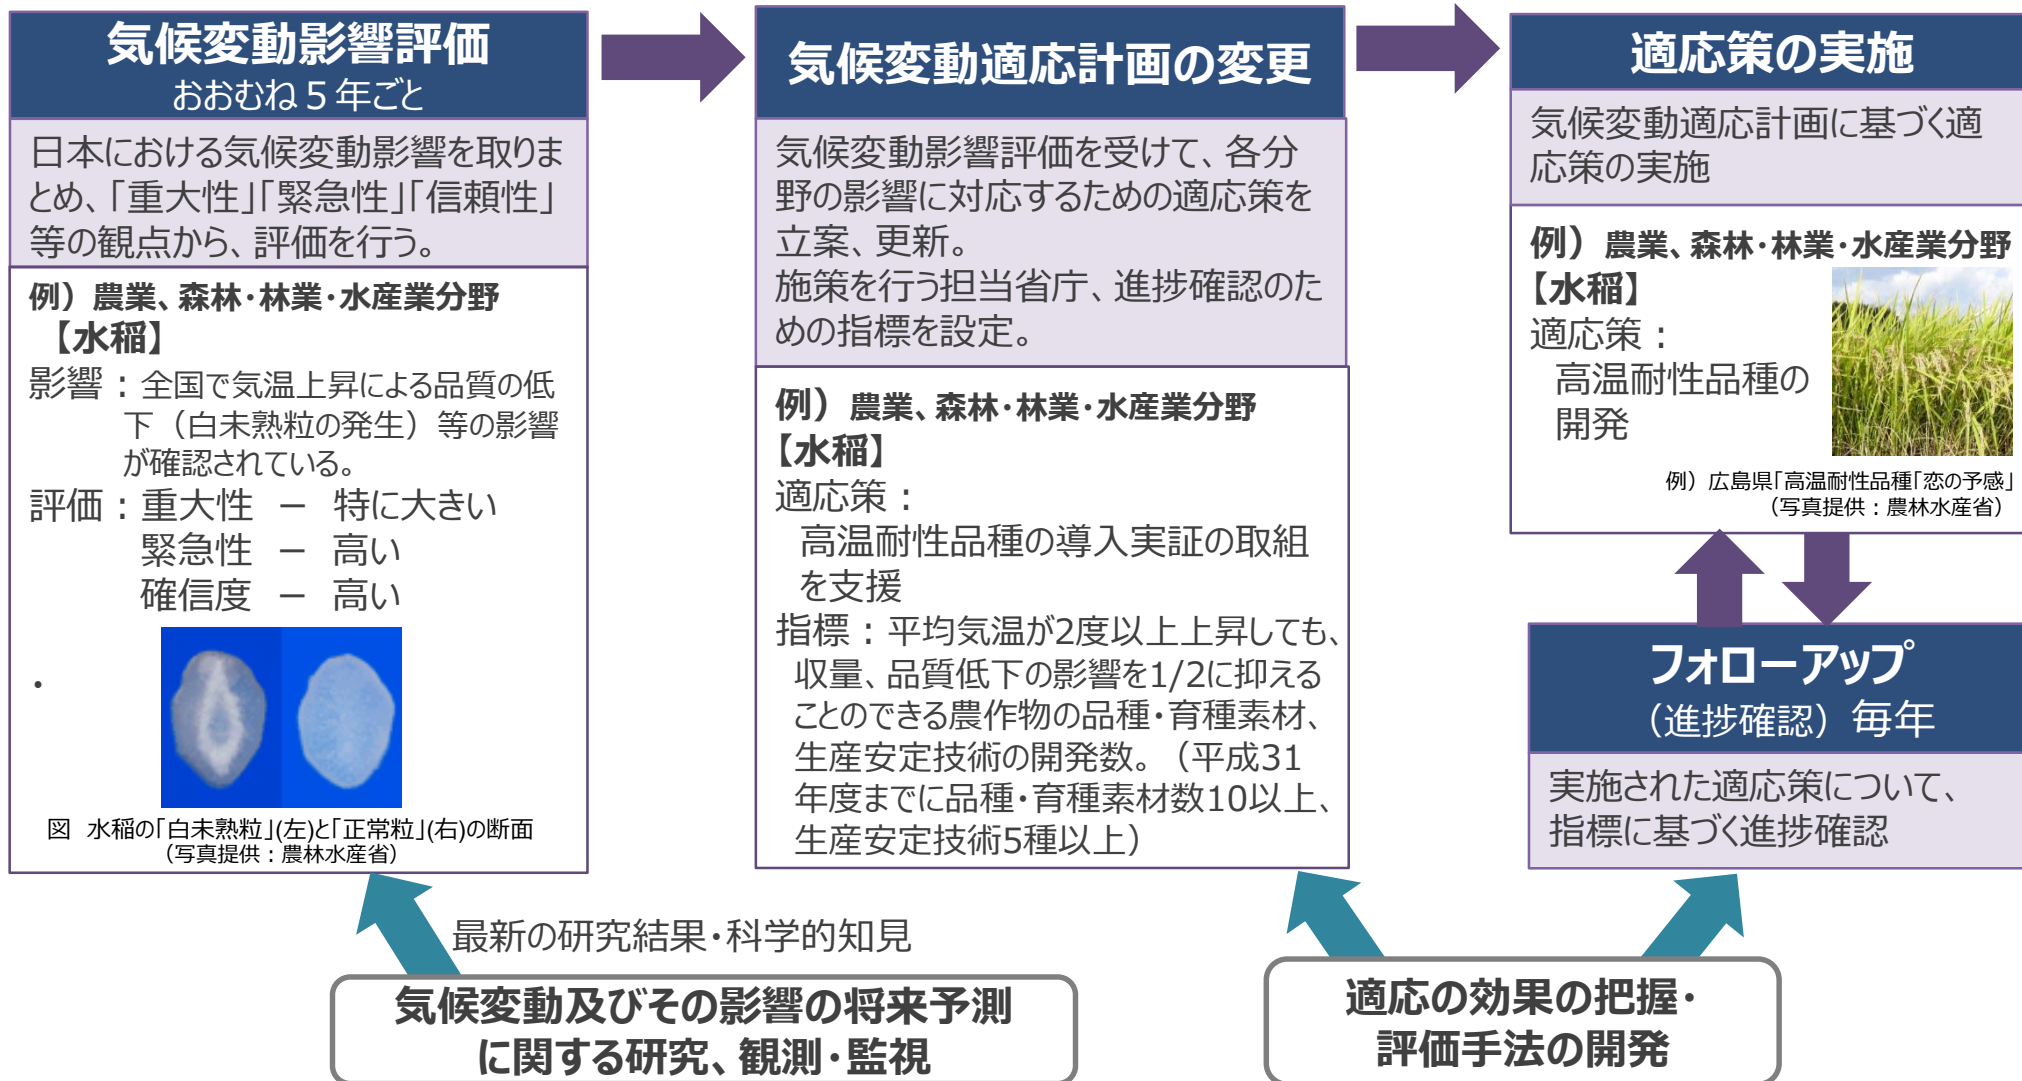 気候変動影響評価
おおむね５年ごと
日本における気候変動影響を取りま
とめ、「重大性」「緊急性」「信頼性」
等の観点から、評価を行う。
例）農業、森林・林業・水産業分野
【水稲】
影響：全国で気温上昇による品質の低
下（白未熟粒の発生）等の影響
が確認されている。
評価：重大性　－　特に大きい
緊急性　－　高い
確信度　－　高い
・
図　水稲の「白未熟粒」(左)と「正常粒」(右)の断面
（写真提供：農林水産省）
気候変動適応計画の変更
気候変動影響評価を受けて、各分
野の影響に対応するための適応策を
立案、更新。
施策を行う担当省庁、進捗確認のた
めの指標を設定。
例）農業、森林・林業・水産業分野
【水稲】
適応策：
高温耐性品種の導入実証の取組
を支援
指標：平均気温が2度以上上昇しても、
収量、品質低下の影響を1/2に抑える
ことのできる農作物の品種・育種素材、
生産安定技術の開発数。（平成31
年度までに品種・育種素材数10以上、
生産安定技術5種以上）
適応策の実施
気候変動適応計画に基づく適
応策の実施
例）農業、森林・林業・水産業分野
【水稲】
適応策：
高温耐性品種の
開発
例）広島県「高温耐性品種「恋の予感」
（写真提供：農林水産省）
フォローアップ
（進捗確認）毎年
実施された適応策について、
指標に基づく進捗確認
最新の研究結果・科学的知見
気候変動及びその影響の将来予測
に関する研究、観測・監視
適応の効果の把握・
評価手法の開発